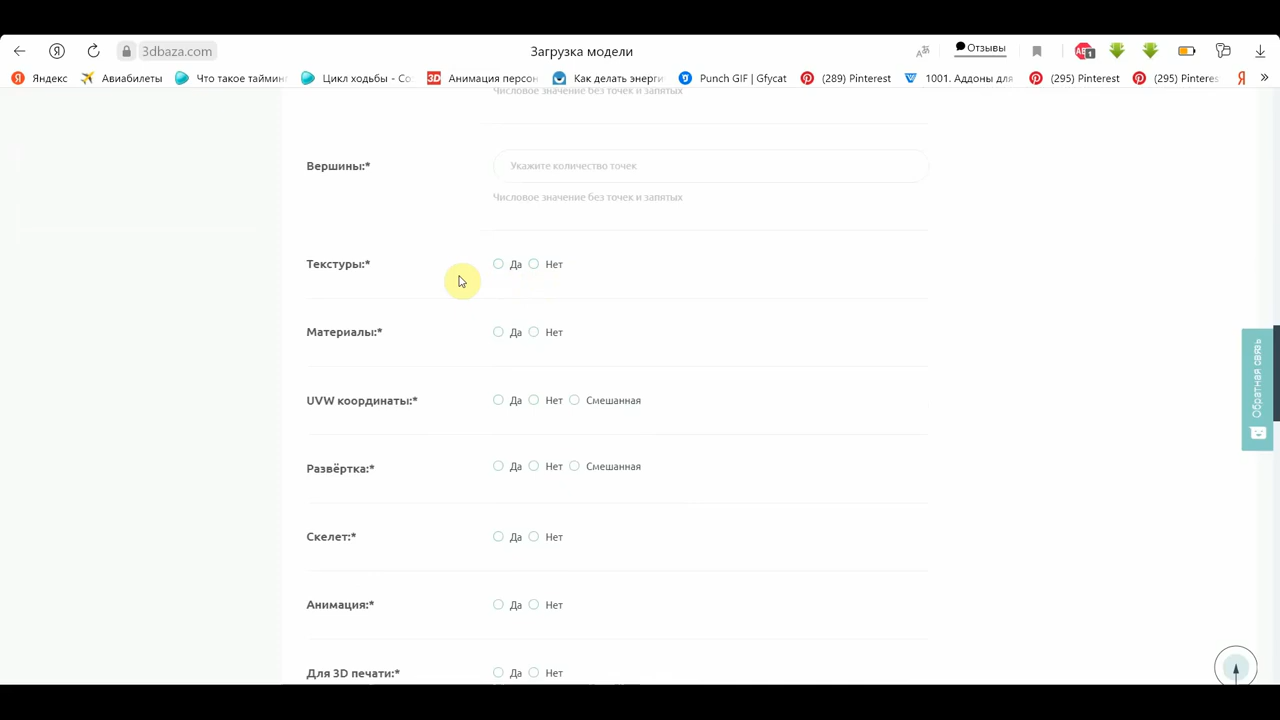 3dbaza.com
Загрузка модели
Отзывы
Яндекс
Авиабилеты
Что такое тайминг
Цикл ходьбы - Со
Анимация персон
Как делать энерги
Punch GIF | Gfycat
(289) Pinterest
1001. Аддоны для
(295) Pinterest
(295) Pinteres
Числовое значение без точек и запятых
Вершины:*
Укажите количество точек
Числовое значение без точек и запятых
Текстуры:* Да Нет
Материалы:* Да Нет
UVW координаты:* Да Нет Смешанная
Развёртка:* Да Нет Смешанная
Скелет:* Да Нет
Анимация:* Да Нет
Для 3D печати:* Да Нет
Обратная связь